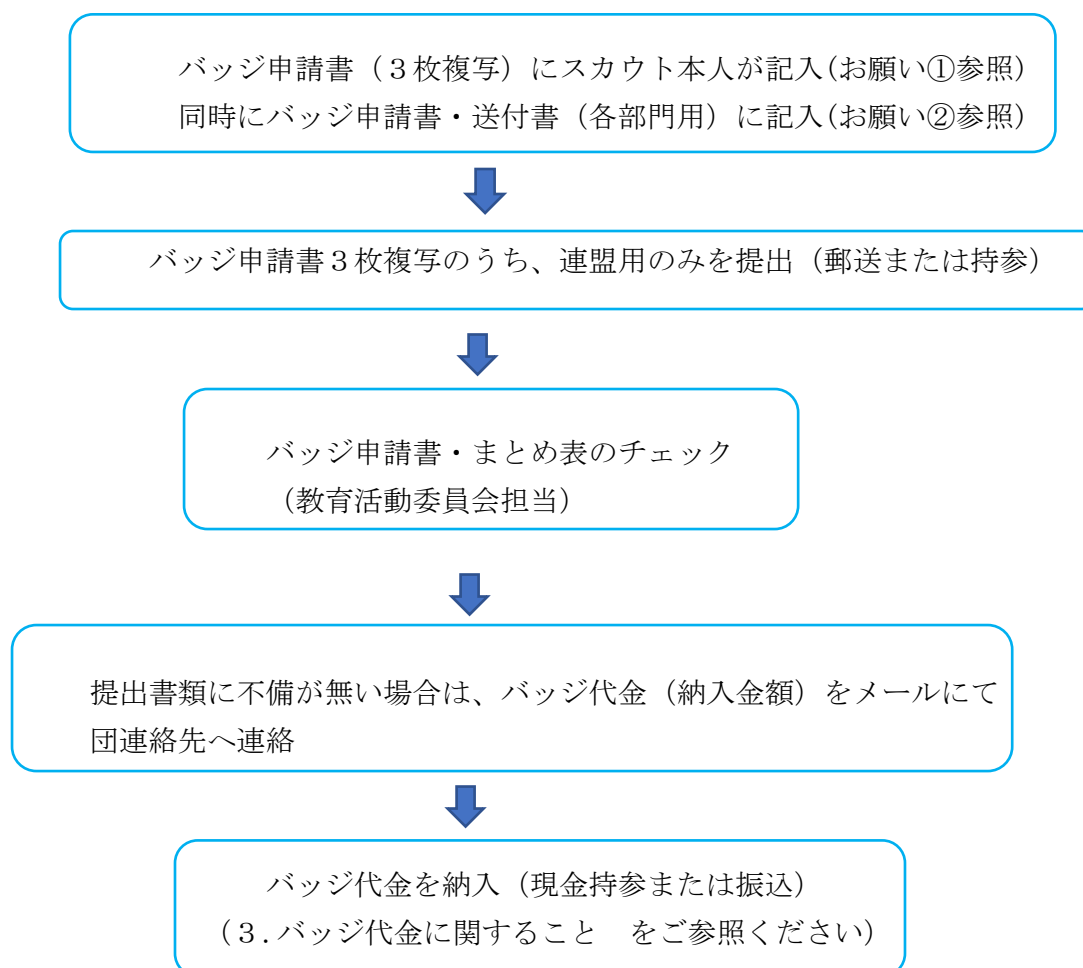 バッジ申請書（３枚複写）にスカウト本人が記入(お願い①参照)
同時にバッジ申請書・送付書（各部門用）に記入(お願い②参照)
バッジ申請書３枚複写のうち、連盟用のみを提出（郵送または持参）
バッジ申請書・まとめ表のチェック
（教育活動委員会担当）
提出書類に不備が無い場合は、バッジ代金（納入金額）をメールにて
団連絡先へ連絡
バッジ代金を納入（現金持参または振込）
（３.バッジ代金に関すること　をご参照ください）